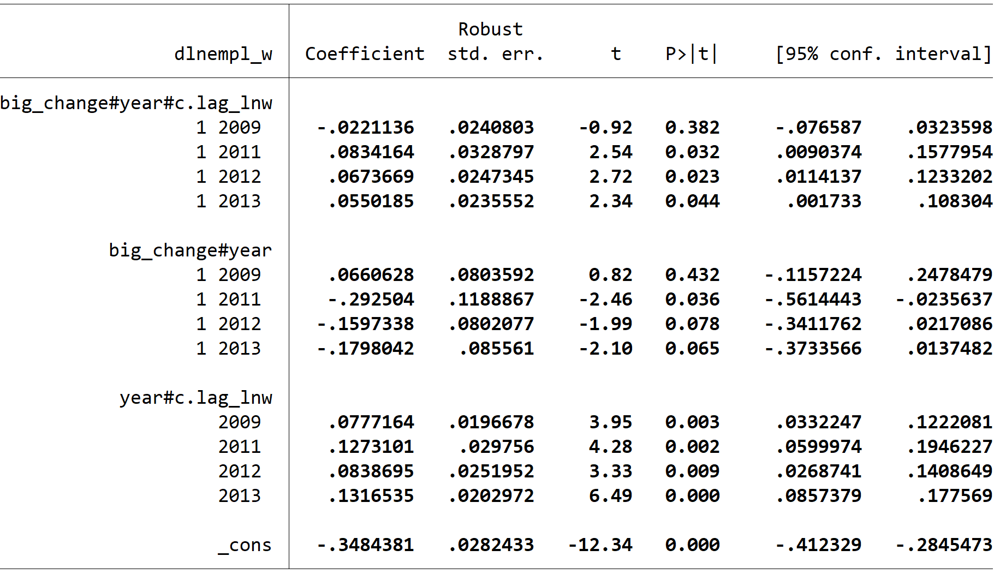 Robust
dlnempl_w Coefficient std. err. t P>|t| [95% conf. interval]
big_change#year#c.lag_lnw
1 2009 -.0221136 .0240803 -0.92 0.382 -.076587 .0323598
1 2011 .0834164 .0328797 2.54 0.032 .0090374 .1577954
1 2012 .0673669 .0247345 2.72 0.023 .0114137 .1233202
1 2013 .0550185 .0235552 2.34 0.044 .001733 .108304
big_change#year
1 2009 .0660628 .0803592 0.82 0.432 -.1157224 .2478479
1 2011 -.292504 .1188867 -2.46 0.036 -.5614443 -.0235637
1 2012 -.1597338 .0802077 -1.99 0.078 -.3411762 .0217086
1 2013 -.1798042 .085561 -2.10 0.065 -.3733566 .0137482
year#c.lag_lnw
2009 .0777164 .0196678 3.95 0.003 .0332247 .1222081
2011 .1273101 .029756 4.28 0.002 .0599974 .1946227
2012 .0838695 .0251952 3.33 0.009 .0268741 .1408649
2013 .1316535 .0202972 6.49 0.000 .0857379 .177569
_cons -.3484381 .0282433 -12.34 0.000 -.412329 -.2845473